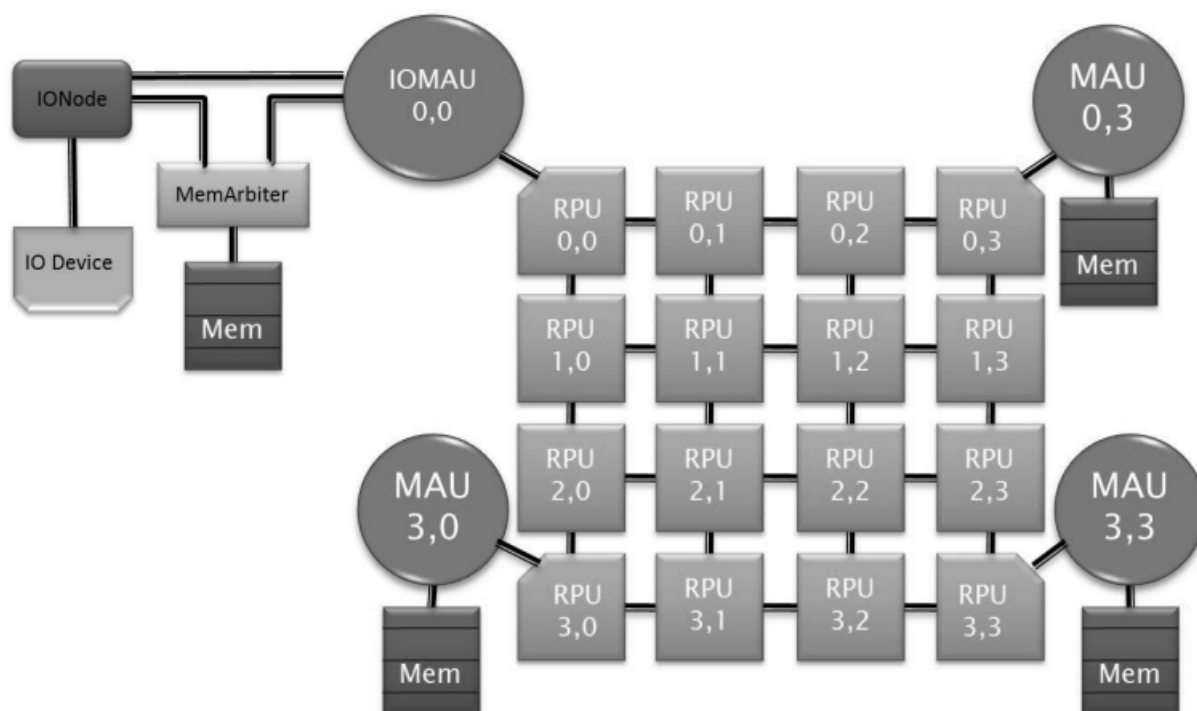 IONode
IOMAU
0,0
MAU
0,3
MemArbiter
IO Device
Mem
Mem
RPU
0,0
RPU
0,1
RPU
0,2
RPU
0,3
RPU
1,0
RPU
1,1
RPU
1,2
RPU
1,3
MAU
3,0
RPU
2,0
RPU
2,1
RPU
2,2
RPU
2,3
MAU
3,3
RPU
3,0
RPU
3,1
RPU
3,2
RPU
3,3
Mem
Mem